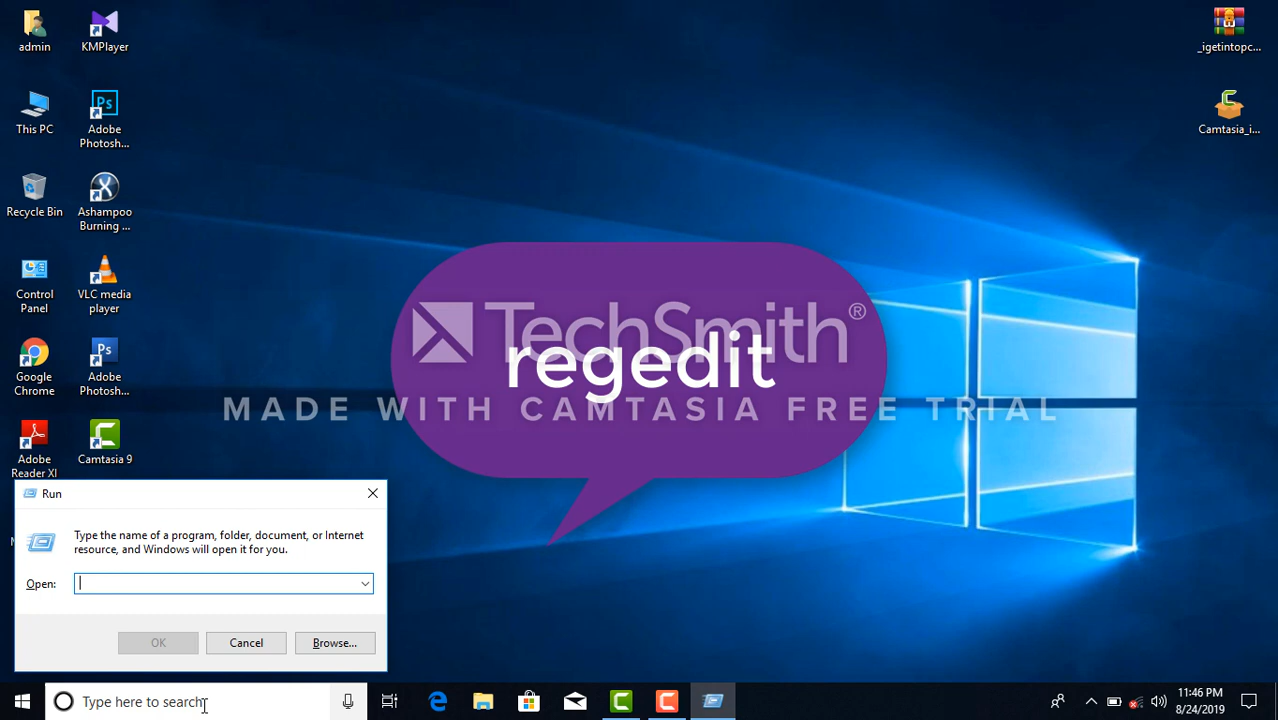 admin
KMPlayer
_igetintopc...
This PC
Adobe
Photosh...
Camtasia_i...
Recycle Bin
Ashampoo
Burning ...
Control
Panel
VLC media
player
TechSmith®
regedit
MADE WITH CAMTASIA FREE TRIAL
Google
Chrome
Adobe
Photosh...
Adobe
Reader XI
Camtasia 9
Run
Type the name of a program, folder, document, or Internet
resource, and Windows will open it for you.
Open:
OK
Cancel
Browse...
Type here to search
11:46 PM
8/24/2019